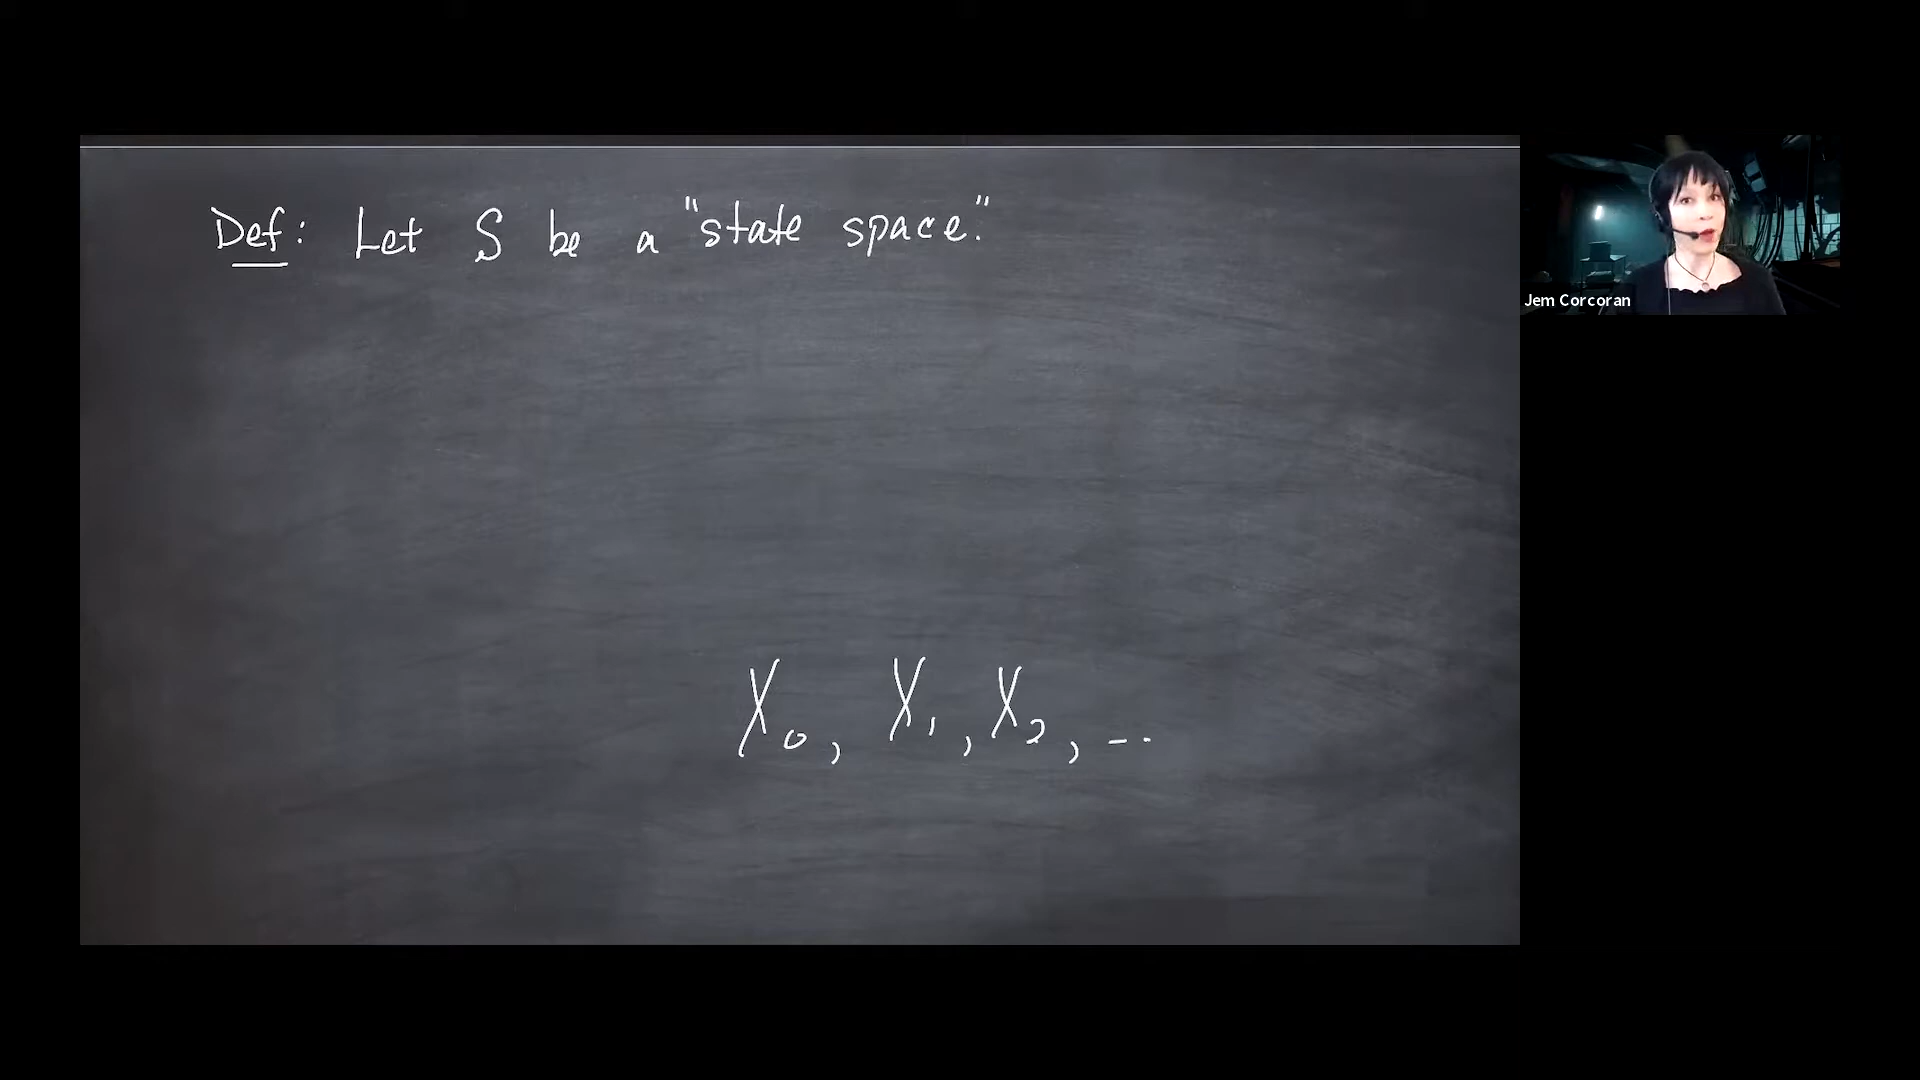 Def: Let S be a "state space."
Jem Corcoran
X₀, X₁, X₂, ...